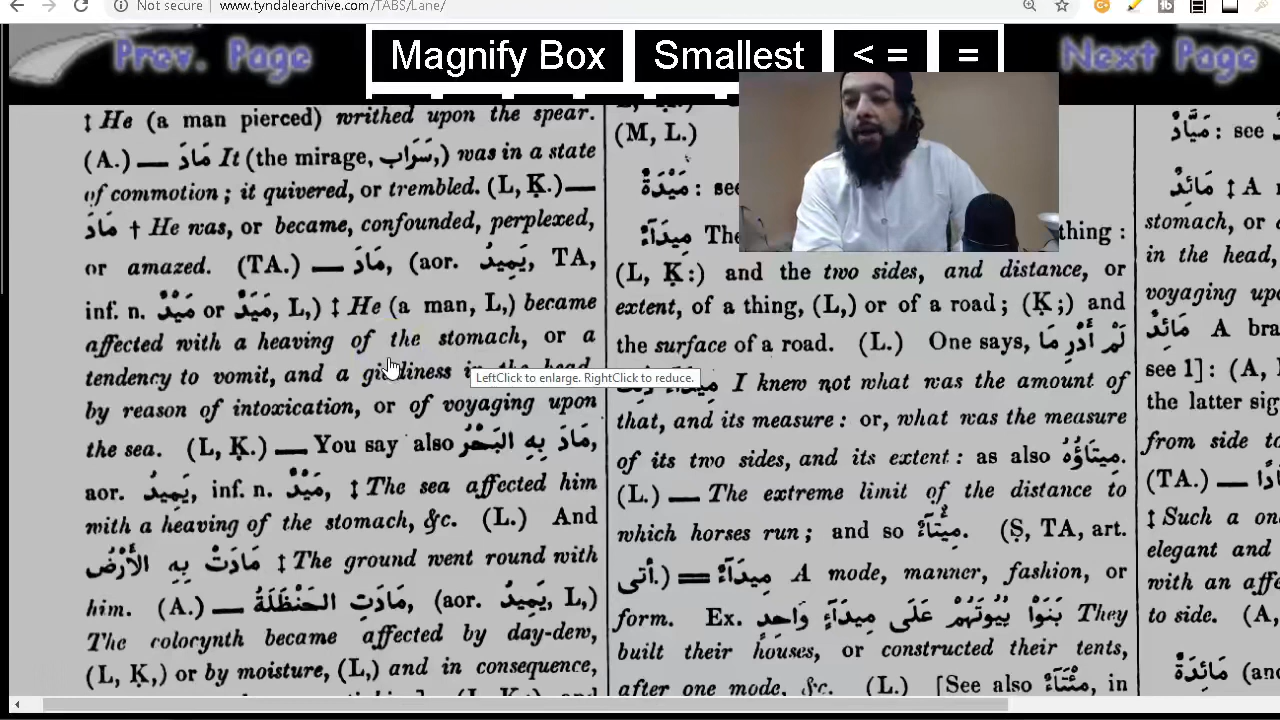 Not secure | www.tyndalearchive.com/TABS/Lane/
Prev. Page
Magnify Box
Smallest
< =
=
Next Page
‡ He (a man pierced) writhed upon the spear.
(A.) — مَادَ It (the mirage, سَرَاب,) was in a state
of commotion; it quivered, or trembled. (L, Ḳ.)—
مَادَ † He was, or became, confounded, perplexed,
or amazed. (TA.) — مَادَ, (aor. يَمِيدُ, TA,
inf. n. مَيْدٌ or مَيَدٌ, L,) ‡ He (a man, L,) became
affected with a heaving of the stomach, or a
tendency to vomit, and a giddiness in the head
by reason of intoxication, or of voyaging upon
the sea. (L, Ḳ.) — You say also مَادَ بِهِ البَحْرُ,
aor. يَمِيدُ, inf. n. مَيْدٌ, ‡ The sea affected him
with a heaving of the stomach, &c. (L.) And
مَادَتْ بِهِ الأَرْضُ ‡ The ground went round with
him. (A.) — مَادَتِ الحَنْظَلَةُ, (aor. يَمِيدُ, L,)
The colocynth became affected by day-dew,
(L, Ḳ,) or by moisture, (L,) and in consequence,
LeftClick to enlarge. RightClick to reduce.
(M, L.)
مَيْدَةٌ: see
مِيدَآءٌ The
thing:
(L, Ḳ:) and the two sides, and distance, or
extent, of a thing, (L,) or of a road; (Ḳ;) and
the surface of a road. (L.) One says, لَمْ أَدْرِ مَا
I knew not what was the amount of
that, and its measure: or, what was the measure
of its two sides, and its extent: as also مِيتَاؤُهُ.
(L.) — The extreme limit of the distance to
which horses run; and so مِيتَآءٌ. (Ṣ, TA, art.
أتى.) = مِيدَآءٌ A mode, manner, fashion, or
form. Ex. بَنَوْا بُيُوتَهُمْ عَلَى مِيدَآءٍ وَاحِدٍ They
built their houses, or constructed their tents,
after one mode, &c. (L.) [See also مِئْتَآءٌ, in
مَيَّادٌ: see
مَائِدٌ ‡ A
stomach, or
in the head,
voyaging upo
مَائِدٌ A bra
see 1]: (A,
the latter sig
from side to
(TA.) —
‡ Such a on
elegant and
with an affe
to side. (A,
مَائِدَةٌ (and